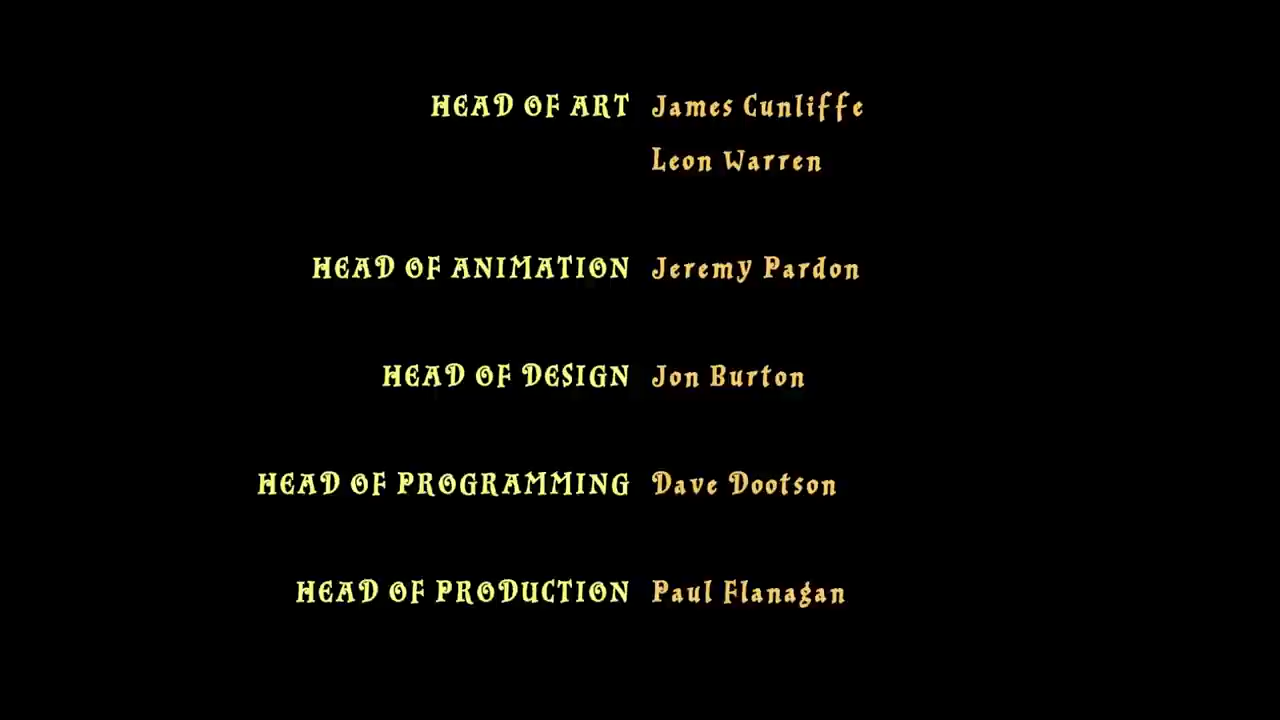 HEAD OF ART James Cunliffe
Leon Warren
HEAD OF ANIMATION Jeremy Pardon
HEAD OF DESIGN Jon Burton
HEAD OF PROGRAMMING Dave Dootson
HEAD OF PRODUCTION Paul Flanagan